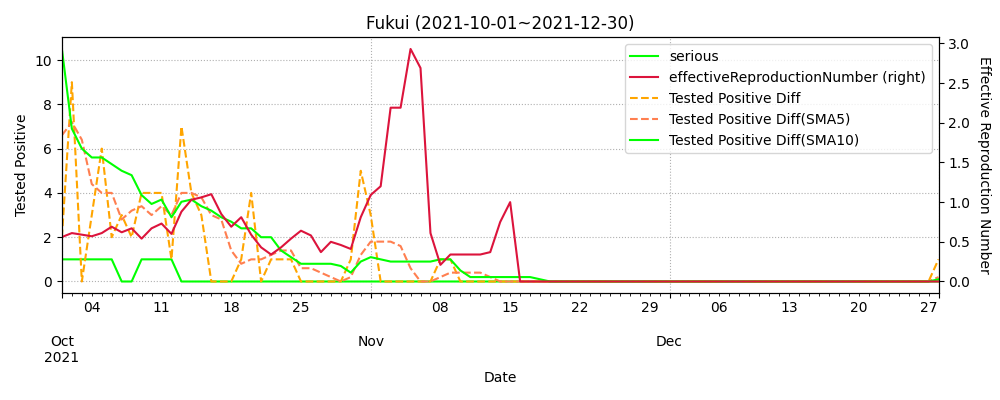 Fukui (2021-10-01~2021-12-30)
serious
effectiveReproductionNumber (right)
Tested Positive Diff
Tested Positive Diff(SMA5)
Tested Positive Diff(SMA10)
Tested Positive
10
8
6
4
2
0
Effective Reproduction Number
3.0
2.5
2.0
1.5
1.0
0.5
0.0
04 11 18 25 08 15 22 29 06 13 20 27
Oct Nov Dec
2021
Date